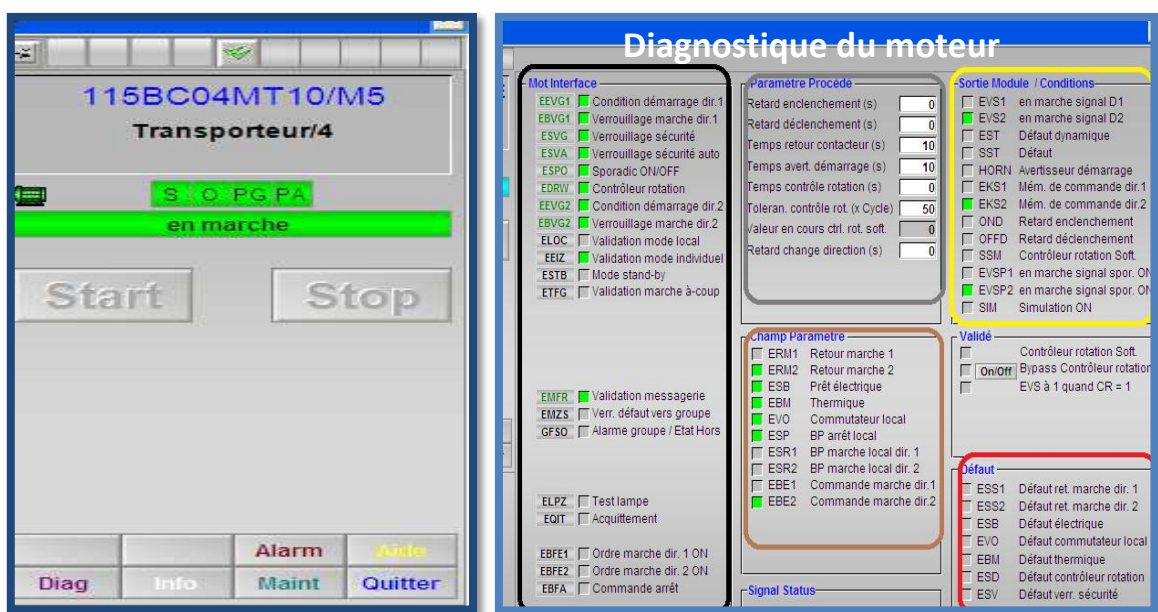 115BC04MT10/M5
Transporteur/4
S O PG PA
en marche
Start Stop
Alarm Aide
Diag Info Maint Quitter
Diagnostique du moteur
Mot Interface
EEVG1 Condition démarrage dir.1
EBVG1 Verrouillage marche dir.1
ESVG Verrouillage sécurité
ESVA Verrouillage sécurité auto
ESPO Sporadic ON/OFF
EDRW Contrôleur rotation
EEVG2 Condition démarrage dir.2
EBVG2 Verrouillage marche dir.2
ELOC Validation mode local
EEIZ Validation mode individuel
ESTB Mode stand-by
ETFG Validation marche à-coup
EMFR Validation messagerie
EMZS Verr. défaut vers groupe
GFSO Alarme groupe / Etat Hors
ELPZ Test lampe
EQIT Acquittement
EBFE1 Ordre marche dir. 1 ON
EBFE2 Ordre marche dir. 2 ON
EBFA Commande arrêt
Paramètre Procédé
Retard enclenchement (s) 0
Retard déclenchement (s) 0
Temps retour contacteur (s) 10
Temps avert. démarrage (s) 10
Temps contrôle rotation (s) 0
Toleran. contrôle rot. (x Cycle) 50
Valeur en cours ctrl. rot. soft. 0
Retard change direction (s) 0
Champ Parametre
ERM1 Retour marche 1
ERM2 Retour marche 2
ESB Prêt électrique
EBM Thermique
EVO Commutateur local
ESP BP arrêt local
ESR1 BP marche local dir. 1
ESR2 BP marche local dir. 2
EBE1 Commande marche dir.1
EBE2 Commande marche dir.2
Signal Status
Sortie Module / Conditions
EVS1 en marche signal D1
EVS2 en marche signal D2
EST Défaut dynamique
SST Défaut
HORN Avertisseur démarrage
EKS1 Mém. de commande dir.1
EKS2 Mém. de commande dir.2
OND Retard enclenchement
OFFD Retard déclenchement
SSM Contrôleur rotation Soft.
EVSP1 en marche signal spor. ON
EVSP2 en marche signal spor. ON
SIM Simulation ON
Validé
Contrôleur rotation Soft.
On/Off Bypass Contrôleur rotation
EVS à 1 quand CR = 1
Défaut
ESS1 Défaut ret. marche dir. 1
ESS2 Défaut ret. marche dir. 2
ESB Défaut électrique
EVO Défaut commutateur local
EBM Défaut thermique
ESD Défaut contrôleur rotation
ESV Défaut verr. sécurité